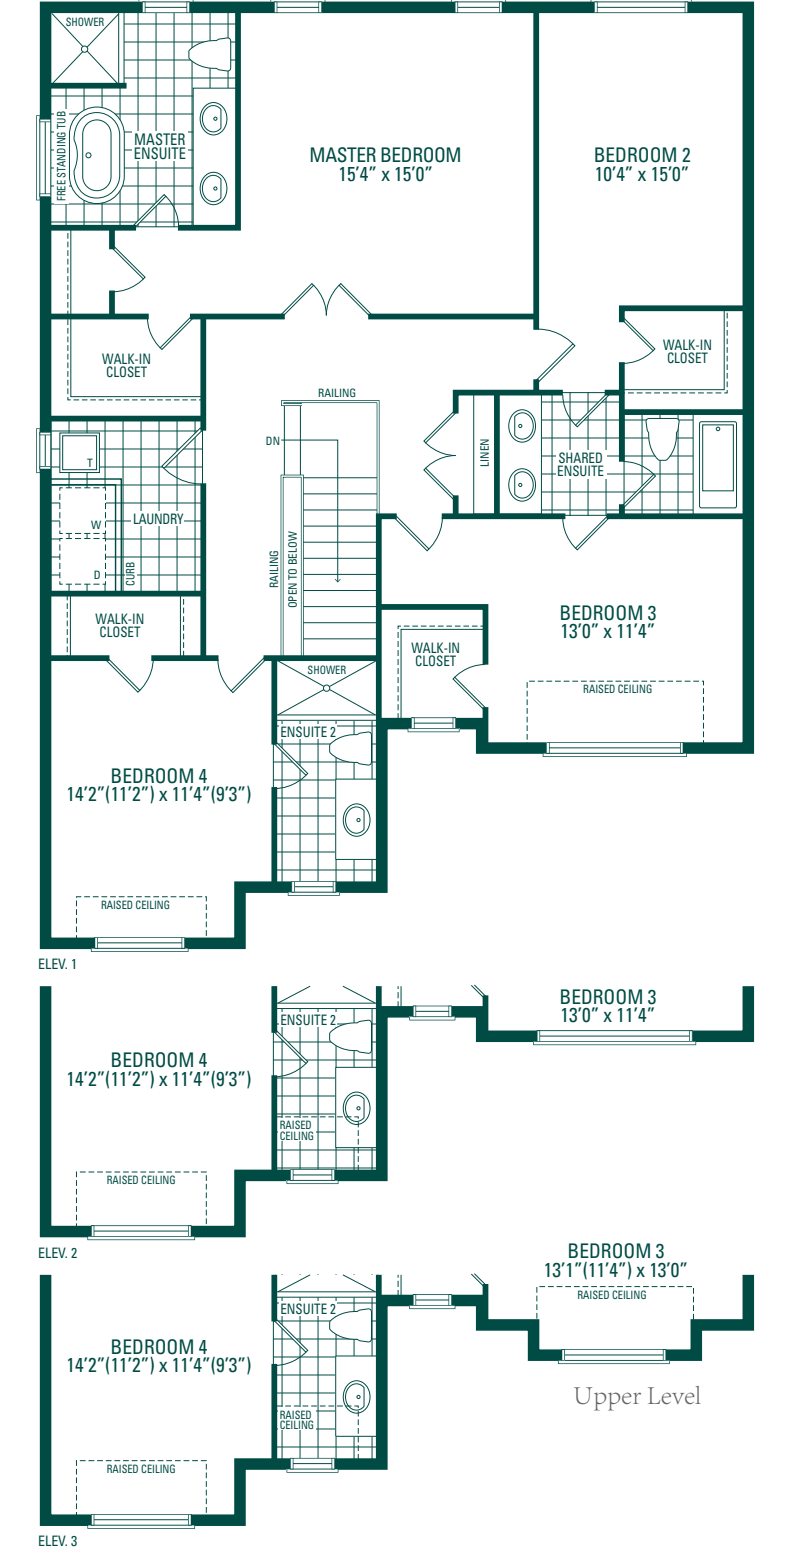 SHOWER
FREE STANDING TUB
MASTER
ENSUITE
MASTER BEDROOM
15'4" x 15'0"
BEDROOM 2
10'4" x 15'0"
WALK-IN
CLOSET
WALK-IN
CLOSET
RAILING
DN
LINEN
SHARED
ENSUITE
T
W
D
LAUNDRY
CURB
RAILING
OPEN TO BELOW
WALK-IN
CLOSET
BEDROOM 3
13'0" x 11'4"
WALK-IN
CLOSET
RAISED CEILING
SHOWER
ENSUITE 2
BEDROOM 4
14'2"(11'2") x 11'4"(9'3")
RAISED CEILING
ELEV. 1
BEDROOM 3
13'0" x 11'4"
ENSUITE 2
BEDROOM 4
14'2"(11'2") x 11'4"(9'3")
RAISED
CEILING
RAISED CEILING
ELEV. 2
BEDROOM 3
13'1"(11'4") x 13'0"
RAISED CEILING
ENSUITE 2
BEDROOM 4
14'2"(11'2") x 11'4"(9'3")
Upper Level
RAISED
CEILING
RAISED CEILING
ELEV. 3